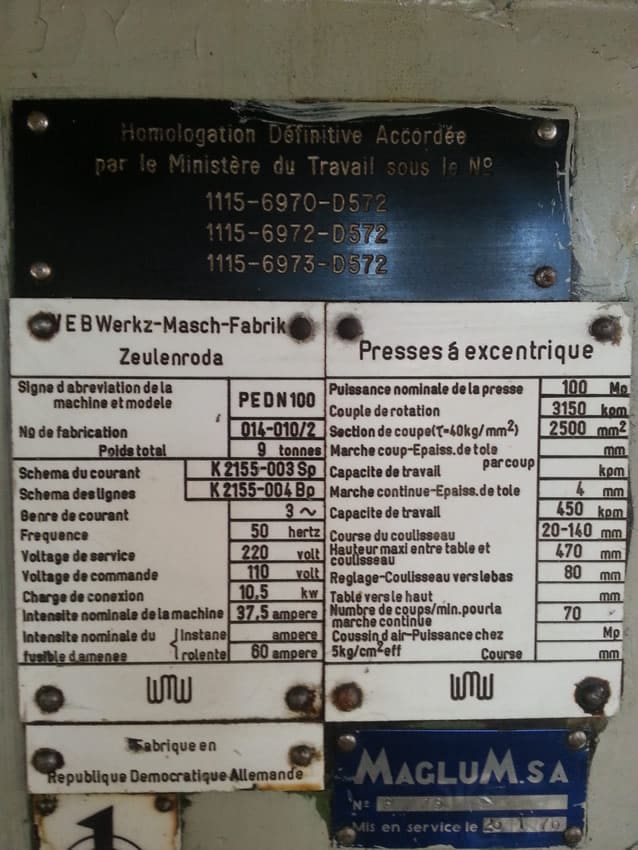 Homologation Définitive Accordée
par le Ministère du Travail sous le Nº
1115-6970-D572
1115-6972-D572
1115-6973-D572
VEB Werkz-Masch-Fabrik
Zeulenroda
Signe d abreviation de la
machine et modele PEDN 100
No de fabrication 014-010/2
Poids total 9 tonnes
Schema du courant K 2155-003 Sp
Schema des lignes K 2155-004 Bp
Genre de courant 3 ~
Frequence 50 hertz
Voltage de service 220 volt
Voltage de commande 110 volt
Charge de conexion 10,5 kw
Intensite nominale de la machine 37,5 ampere
Intensite nominale du Instane ampere
fusible d amenee rolente 60 ampere
WMW
Presses á excentrique
Puissance nominale de la presse 100 Mp
Couple de rotation 3150 kpm
Section de coupe(τ=40kg/mm²) 2500 mm²
Marche coup-Epaiss.de tole mm
par coup
Capacite de travail kpm
Marche continue-Epaiss.de tole 4 mm
Capacite de travail 450 kpm
Course du coulisseau 20-140 mm
Hauteur maxi entre table et
coulisseau 470 mm
Reglage-Coulisseau vers le bas 80 mm
Table vers le haut mm
Nombre de coups/min.pour la
marche continue 70
Coussin d air-Puissance chez Mp
5kg/cm² eff Course mm
WMW
Fabrique en
Republique Democratique Allemande
MAGLUM.SA
Nº
Mis en service le
1